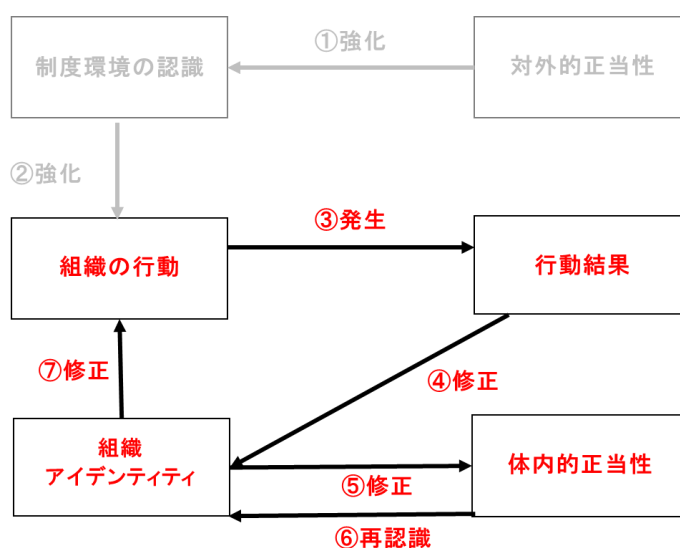 ①強化
制度環境の認識
対外的正当性
②強化
③発生
組織の行動
行動結果
⑦修正
④修正
組織
アイデンティティ
体内的正当性
⑤修正
⑥再認識